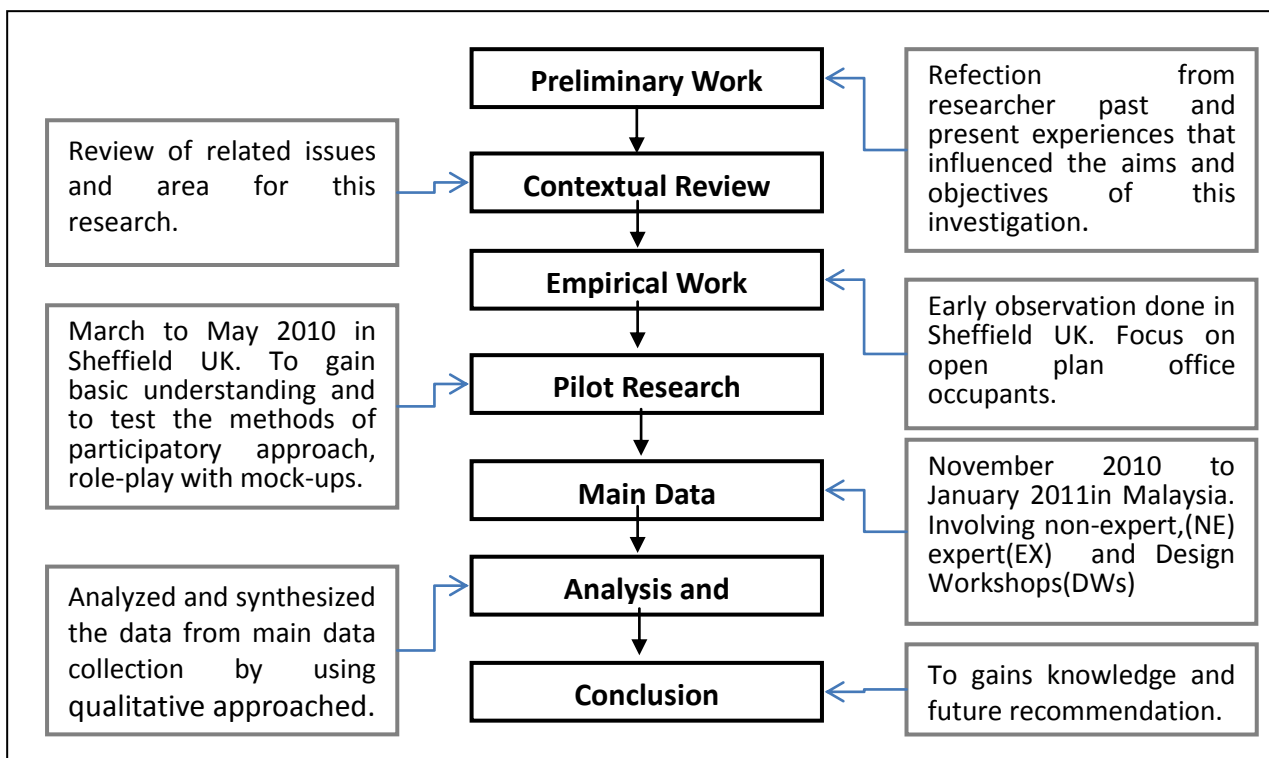 Preliminary Work
Refection from
researcher past and
present experiences that
influenced the aims and
objectives of this
investigation.
Review of related issues
and area for this
research.
Contextual Review
Empirical Work
Early observation done in
Sheffield UK. Focus on
open plan office
occupants.
March to May 2010 in
Sheffield UK. To gain
basic understanding and
to test the methods of
participatory approach,
role-play with mock-ups.
Pilot Research
Main Data
November 2010 to
January 2011in Malaysia.
Involving non-expert,(NE)
expert(EX) and Design
Workshops(DWs)
Analysis and
Analyzed and synthesized
the data from main data
collection by using
qualitative approached.
Conclusion
To gains knowledge and
future recommendation.